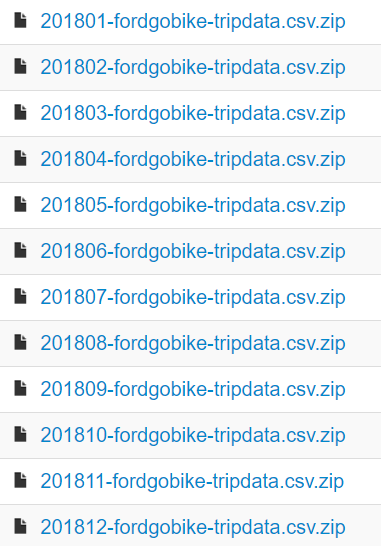 201801-fordgobike-tripdata.csv.zip
201802-fordgobike-tripdata.csv.zip
201803-fordgobike-tripdata.csv.zip
201804-fordgobike-tripdata.csv.zip
201805-fordgobike-tripdata.csv.zip
201806-fordgobike-tripdata.csv.zip
201807-fordgobike-tripdata.csv.zip
201808-fordgobike-tripdata.csv.zip
201809-fordgobike-tripdata.csv.zip
201810-fordgobike-tripdata.csv.zip
201811-fordgobike-tripdata.csv.zip
201812-fordgobike-tripdata.csv.zip